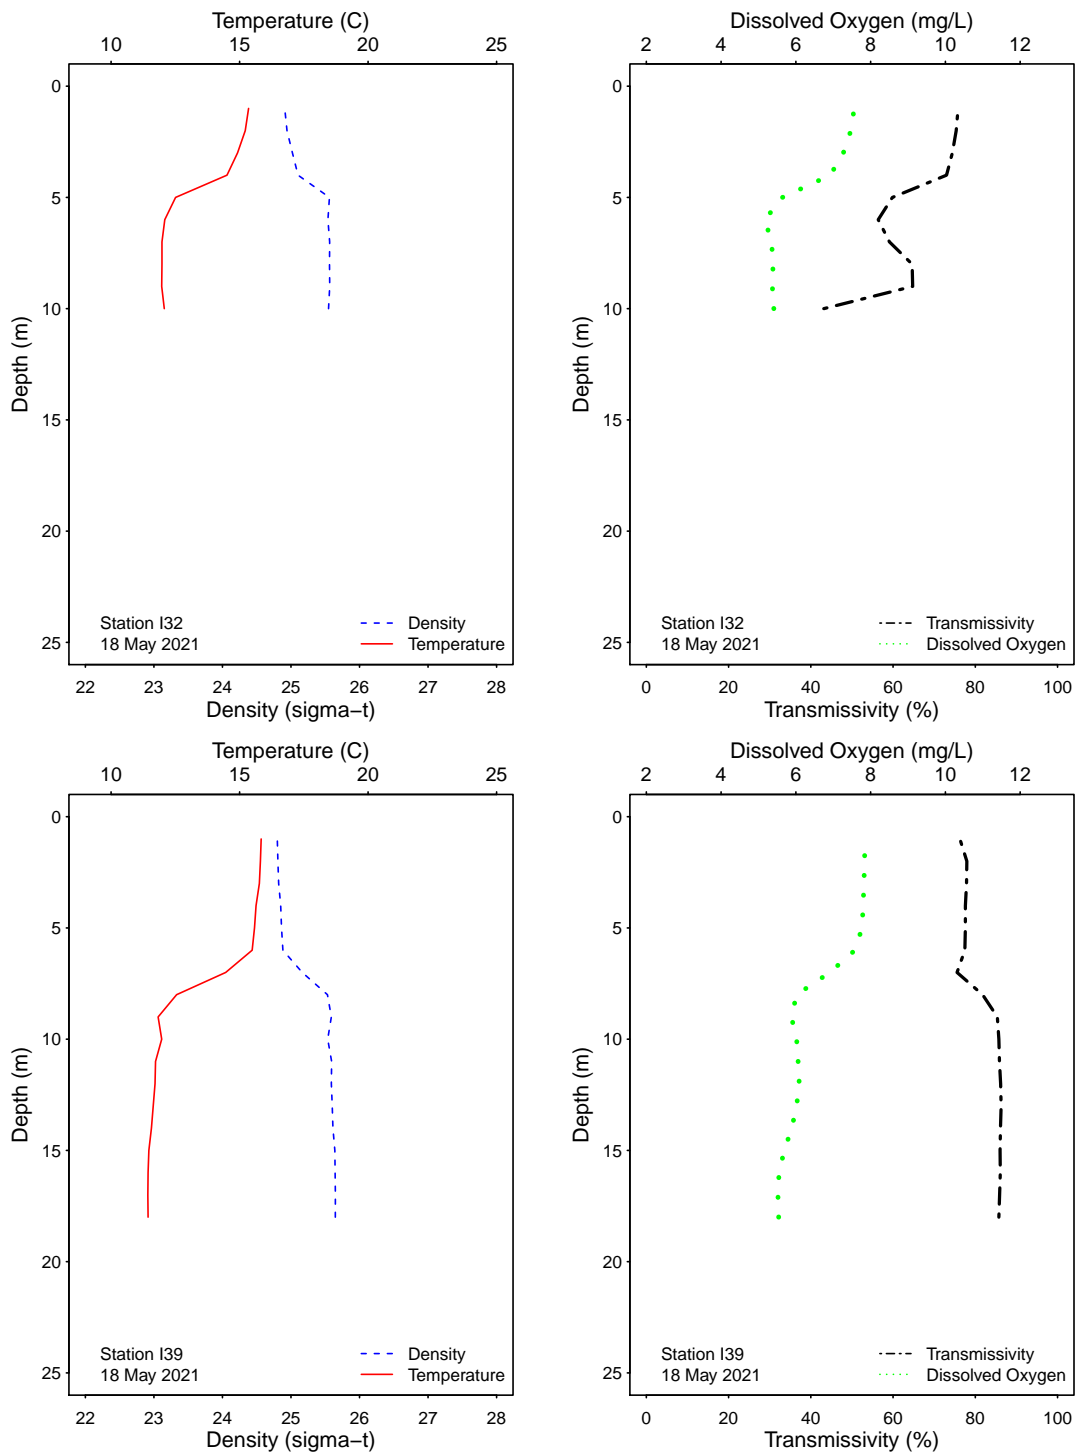 Temperature (C)
10 15 20 25
0
5
10
15
20
25
Depth (m)
Station I32
18 May 2021
Density
Temperature
22 23 24 25 26 27 28
Density (sigma−t)
Dissolved Oxygen (mg/L)
2 4 6 8 10 12
0
5
10
15
20
25
Depth (m)
Station I32
18 May 2021
Transmissivity
Dissolved Oxygen
0 20 40 60 80 100
Transmissivity (%)
Temperature (C)
10 15 20 25
0
5
10
15
20
25
Depth (m)
Station I39
18 May 2021
Density
Temperature
22 23 24 25 26 27 28
Density (sigma−t)
Dissolved Oxygen (mg/L)
2 4 6 8 10 12
0
5
10
15
20
25
Depth (m)
Station I39
18 May 2021
Transmissivity
Dissolved Oxygen
0 20 40 60 80 100
Transmissivity (%)